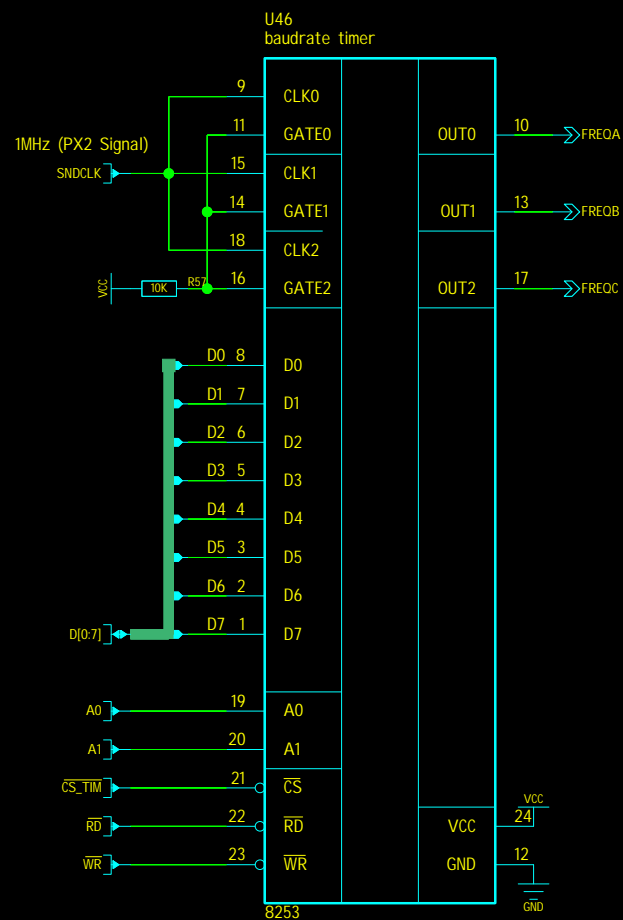 U46
baudrate timer
9 CLK0
11 GATE0 OUT0 10 FREQA
1MHz (PX2 Signal)
SNDCLK 15 CLK1
14 GATE1 OUT1 13 FREQB
18 CLK2
VCC 10K R57 16 GATE2 OUT2 17 FREQC
D0 8 D0
D1 7 D1
D2 6 D2
D3 5 D3
D4 4 D4
D5 3 D5
D6 2 D6
D[0:7] D7 1 D7
A0 19 A0
A1 20 A1
CS_TIM 21 CS
VCC
RD 22 RD VCC 24
WR 23 WR GND 12
GND
8253